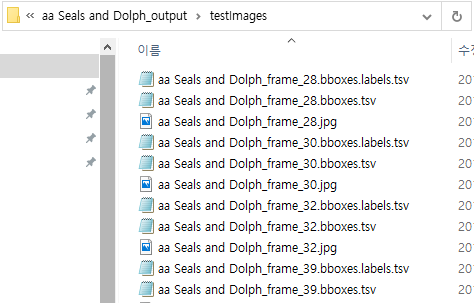 « aa Seals and Dolph_output › testImages
이름
수정
aa Seals and Dolph_frame_28.bboxes.labels.tsv 20
aa Seals and Dolph_frame_28.bboxes.tsv 20
aa Seals and Dolph_frame_28.jpg 20
aa Seals and Dolph_frame_30.bboxes.labels.tsv 20
aa Seals and Dolph_frame_30.bboxes.tsv 20
aa Seals and Dolph_frame_30.jpg 20
aa Seals and Dolph_frame_32.bboxes.labels.tsv 20
aa Seals and Dolph_frame_32.bboxes.tsv 20
aa Seals and Dolph_frame_32.jpg 20
aa Seals and Dolph_frame_39.bboxes.labels.tsv 20
aa Seals and Dolph_frame_39.bboxes.tsv 20